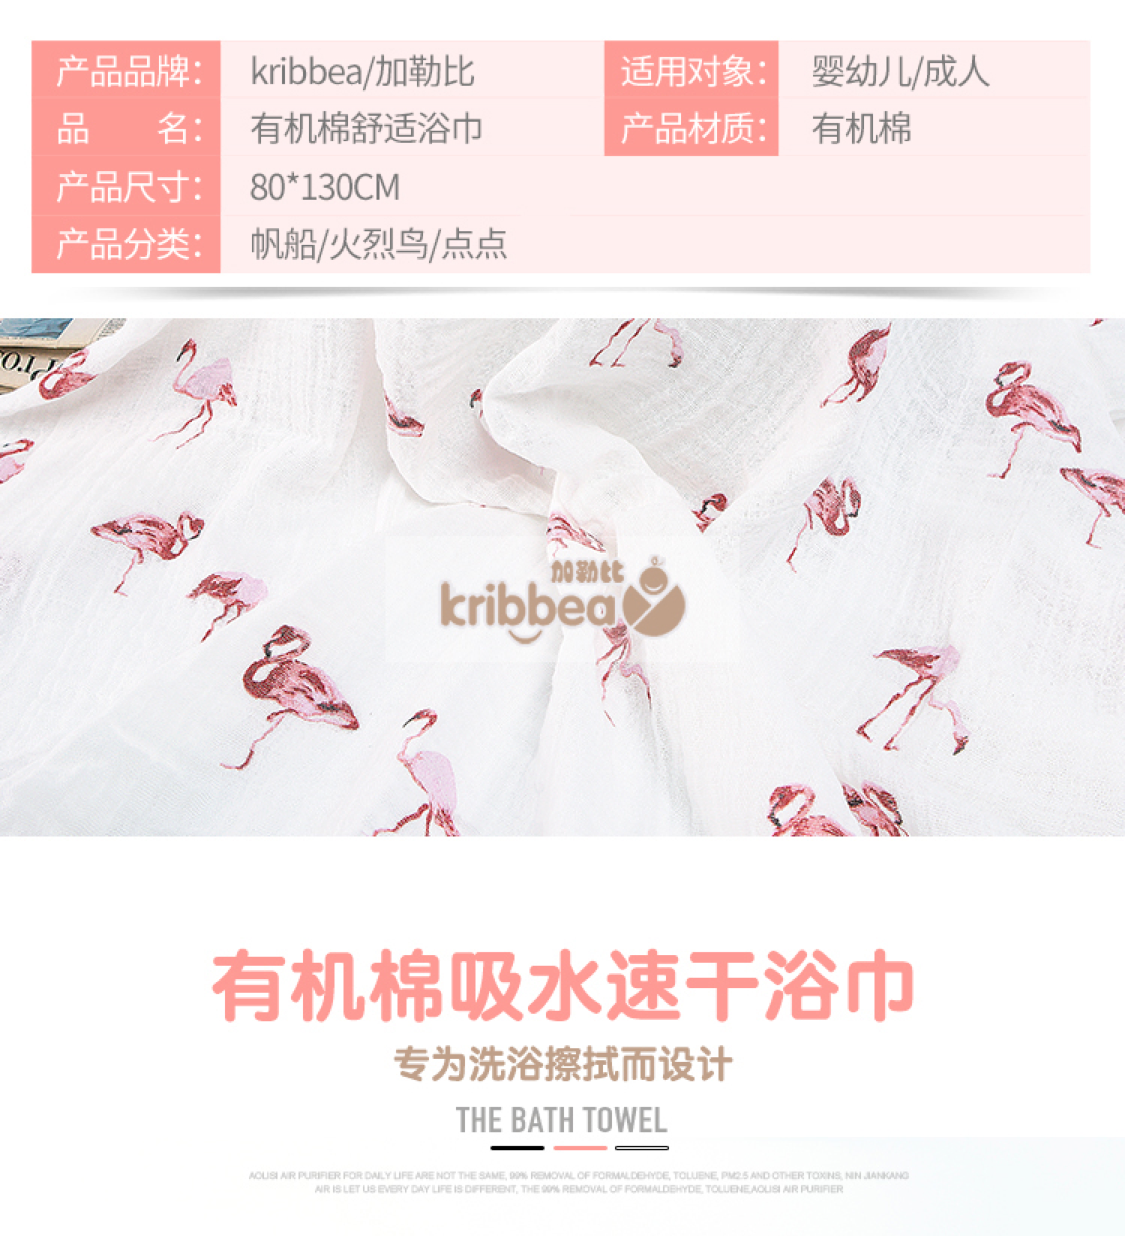 产品品牌： kribbea/加勒比 适用对象： 婴幼儿/成人
品 名： 有机棉舒适浴巾 产品材质： 有机棉
产品尺寸： 80*130CM
产品分类： 帆船/火烈鸟/点点
加勒比
kribbea
有机棉吸水速干浴巾
专为洗浴擦拭而设计
THE BATH TOWEL
AOLISI AIR PURIFIER FOR DAILY LIFE ARE NOT THE SAME, 99% REMOVAL OF FORMALDEHYDE, TOLUENE, PM2.5 AND OTHER TOXINS, NIN JIANKANG
AIR IS LET US EVERY DAY LIFE IS DIFFERENT, THE 99% REMOVAL OF FORMALDEHYDE, TOLUENE,AOLISI AIR PURIFIER